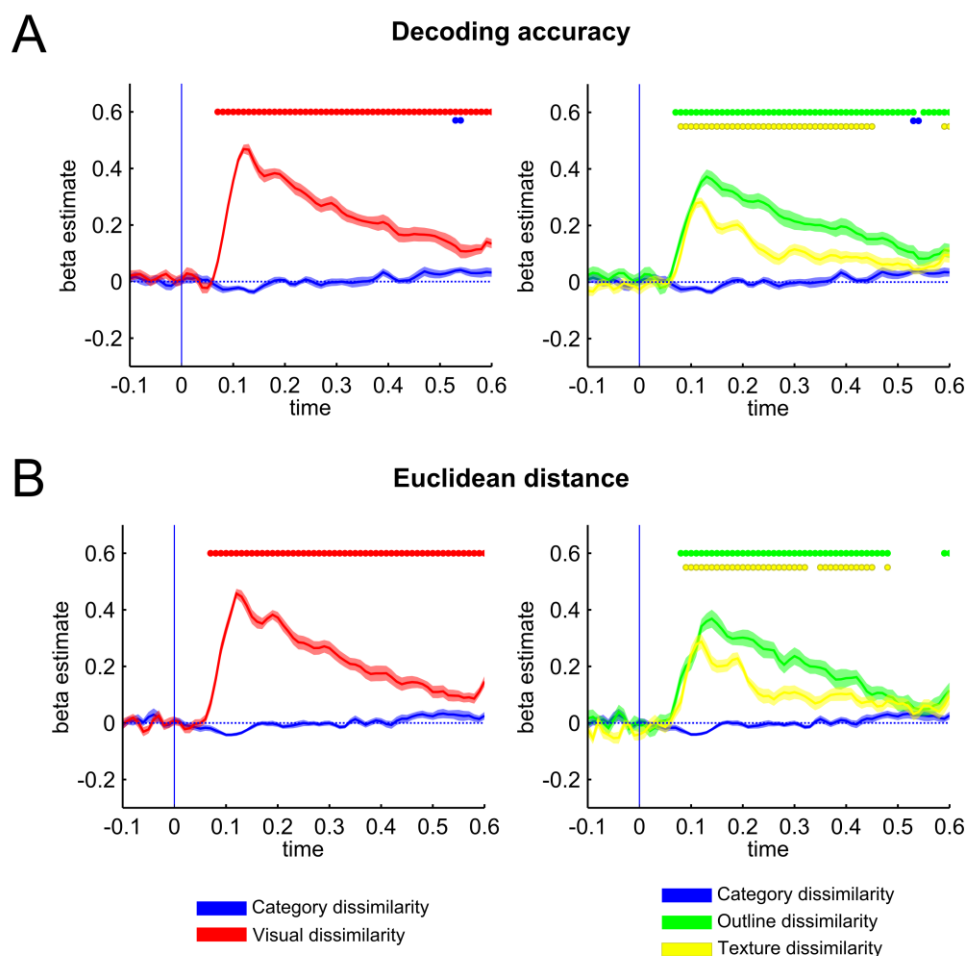 A
Decoding accuracy
beta estimate
0.6
0.4
0.2
0
-0.2
-0.1 0 0.1 0.2 0.3 0.4 0.5 0.6
time
beta estimate
0.6
0.4
0.2
0
-0.2
-0.1 0 0.1 0.2 0.3 0.4 0.5 0.6
time
B
Euclidean distance
beta estimate
0.6
0.4
0.2
0
-0.2
-0.1 0 0.1 0.2 0.3 0.4 0.5 0.6
time
beta estimate
0.6
0.4
0.2
0
-0.2
-0.1 0 0.1 0.2 0.3 0.4 0.5 0.6
time
Category dissimilarity
Visual dissimilarity
Category dissimilarity
Outline dissimilarity
Texture dissimilarity